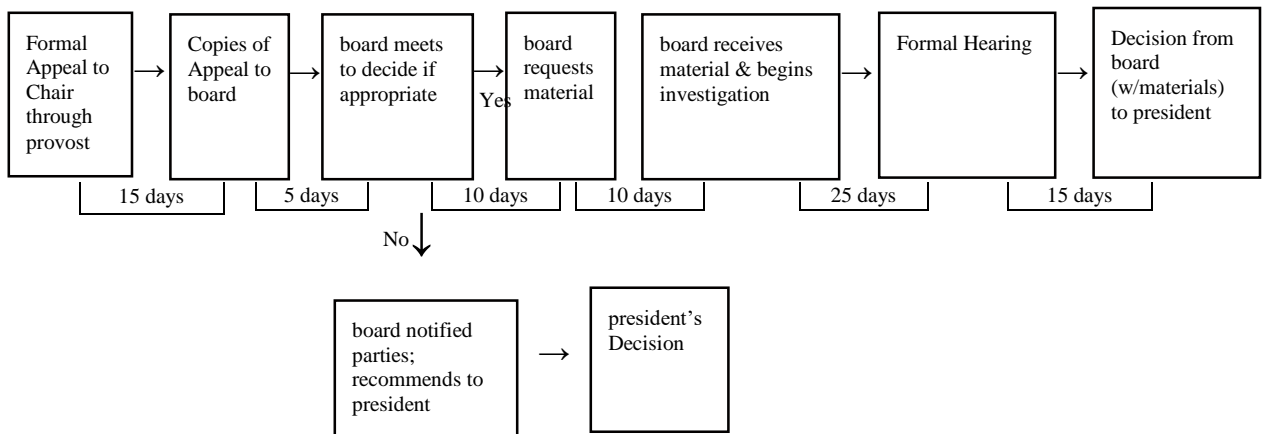 Formal
Appeal to
Chair
through
provost
Copies of
Appeal to
board
board meets
to decide if
appropriate
Yes
board
requests
material
board receives
material & begins
investigation
Formal Hearing
Decision from
board
(w/materials)
to president
15 days
5 days
10 days
10 days
25 days
15 days
No
board notified
parties;
recommends to
president
president’s
Decision